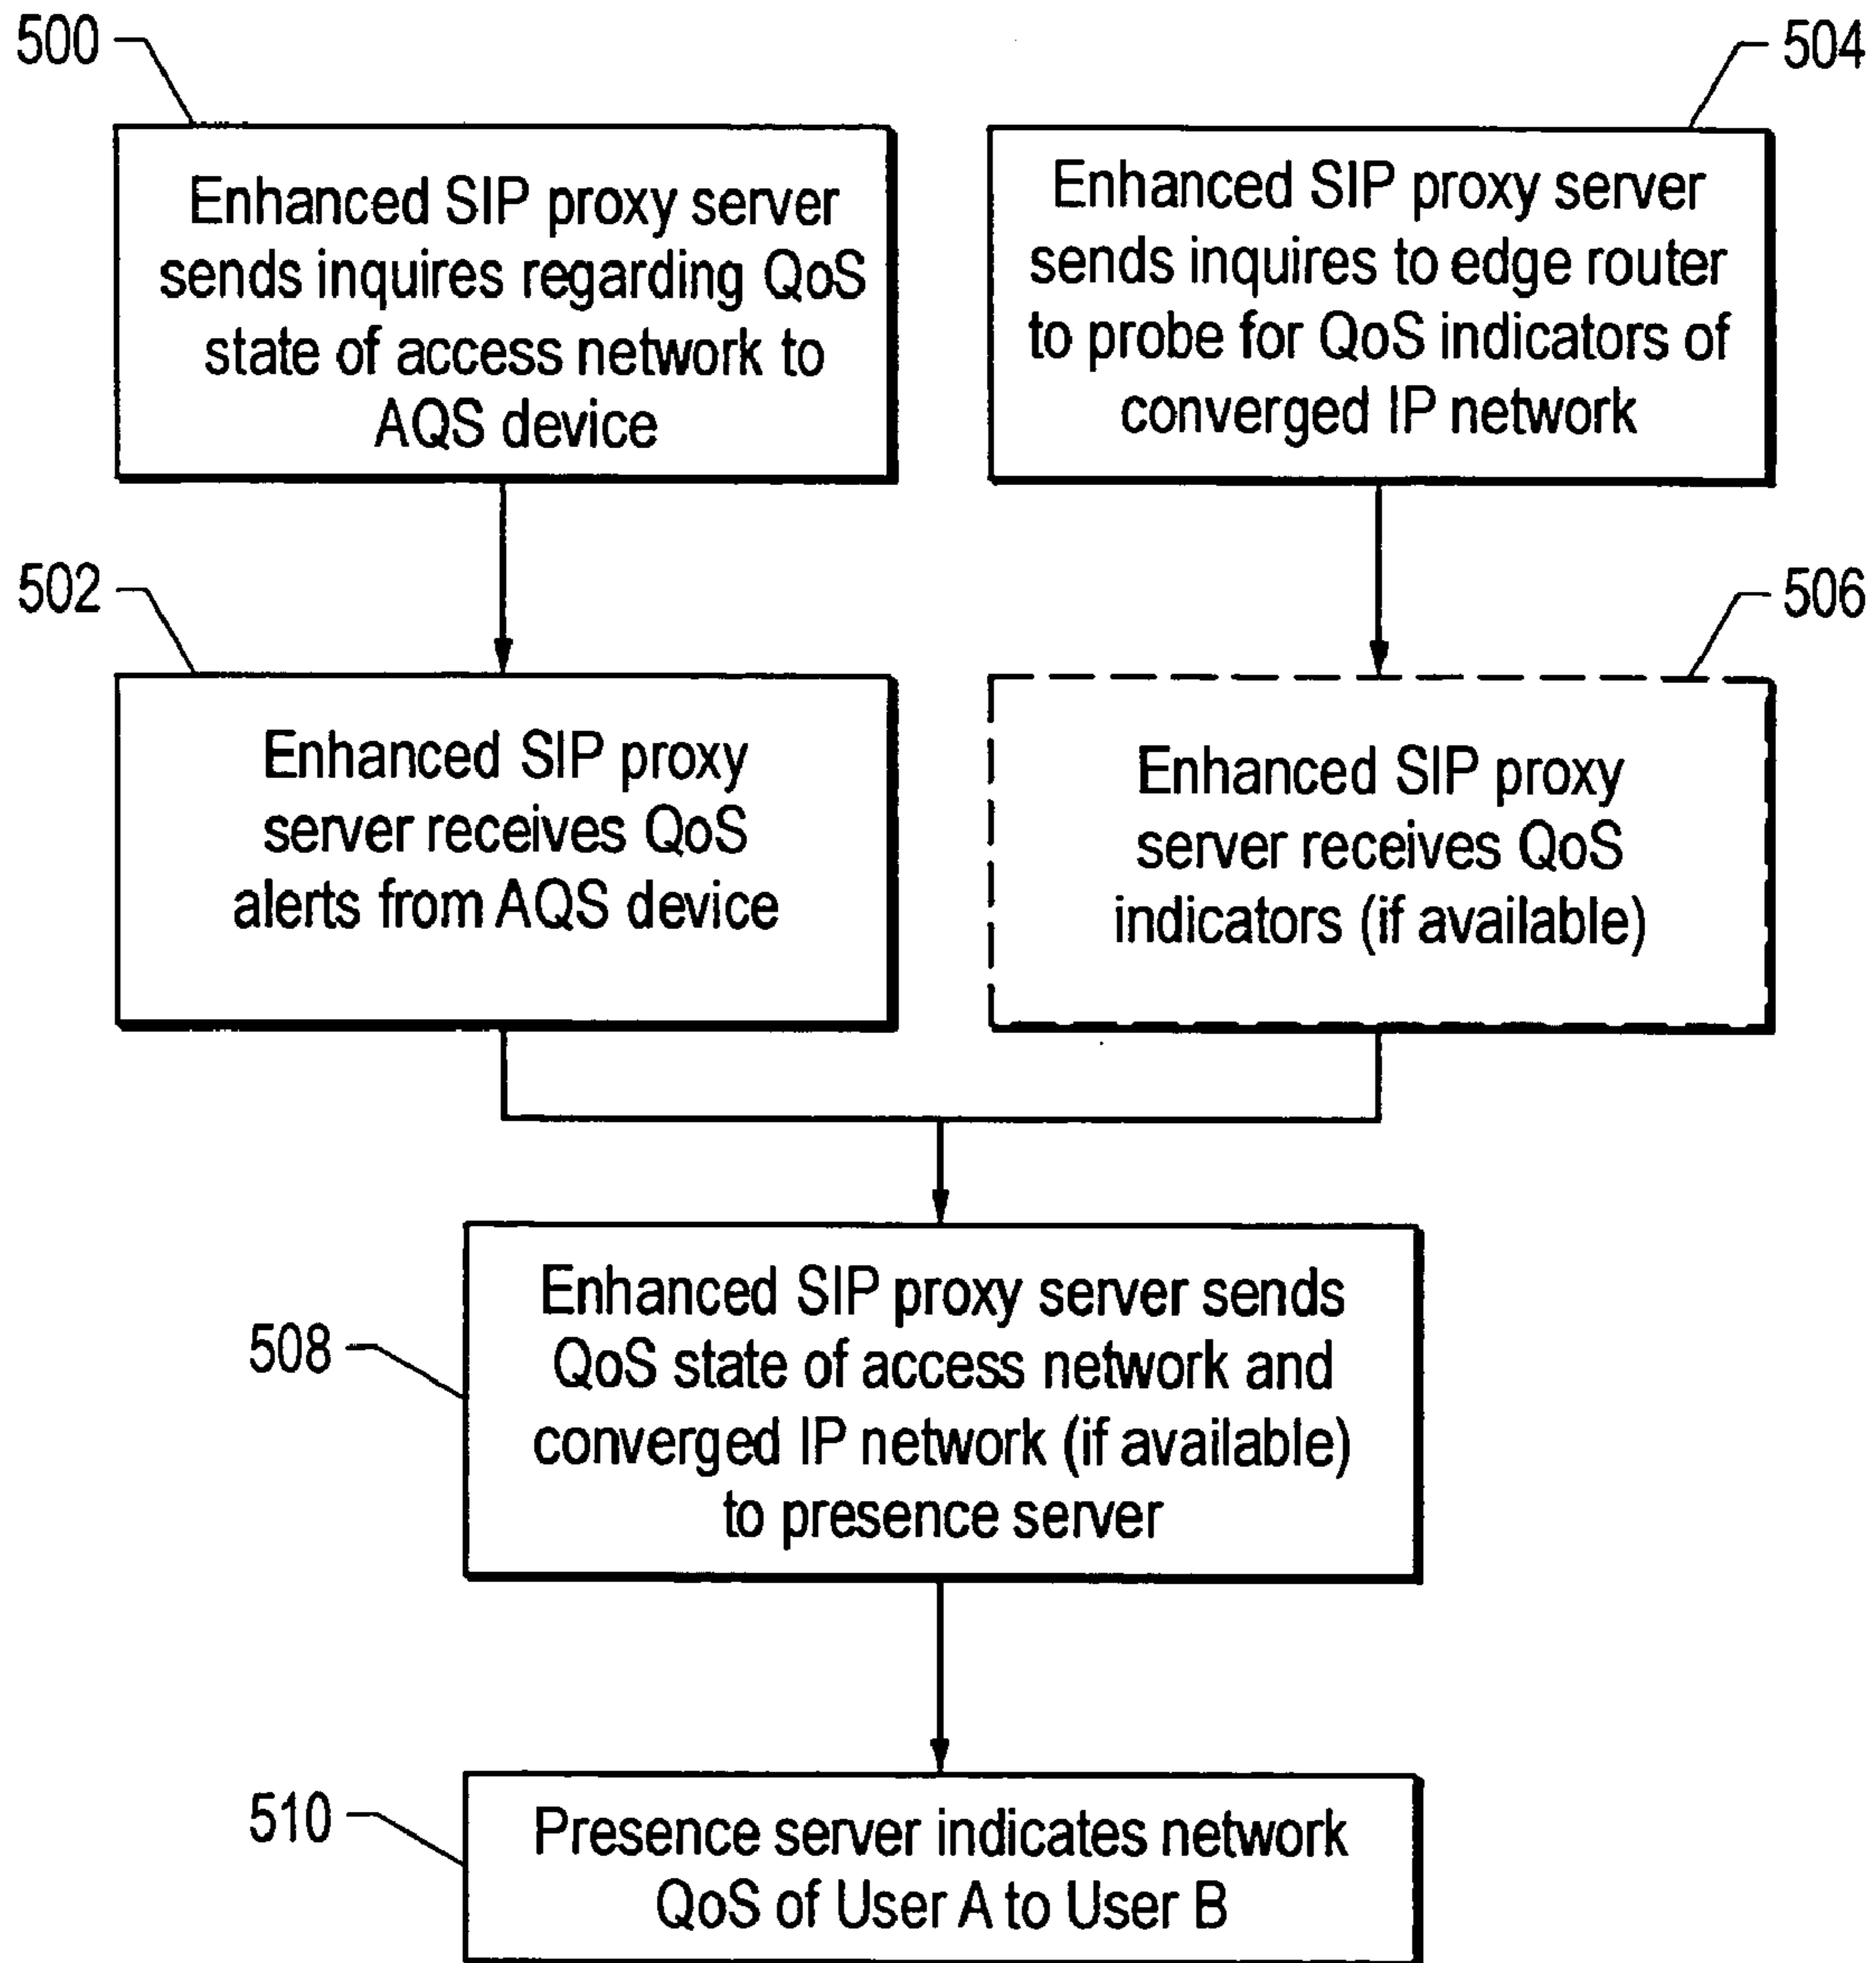 500
Enhanced SIP proxy server
sends inquires regarding QoS
state of access network to
AQS device
504
Enhanced SIP proxy server
sends inquires to edge router
to probe for QoS indicators of
converged IP network
502
Enhanced SIP proxy
server receives QoS
alerts from AQS device
506
Enhanced SIP proxy
server receives QoS
indicators (if available)
508
Enhanced SIP proxy server sends
QoS state of access network and
converged IP network (if available)
to presence server
510
Presence server indicates network
QoS of User A to User B